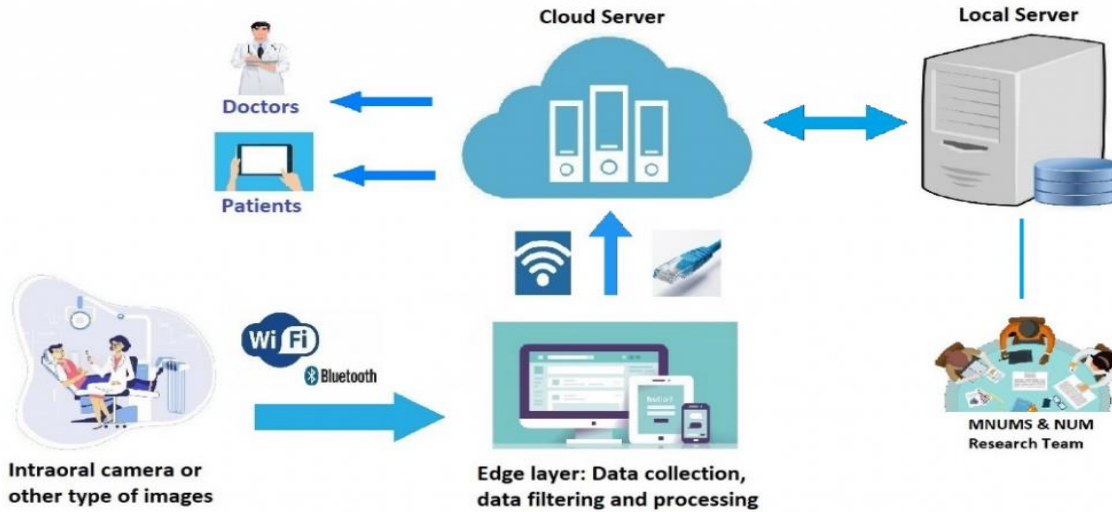 Cloud Server
Local Server
Doctors
Patients
Wi Fi
Bluetooth
MNUMS & NUM
Research Team
Intraoral camera or
other type of images
Edge layer: Data collection,
data filtering and processing